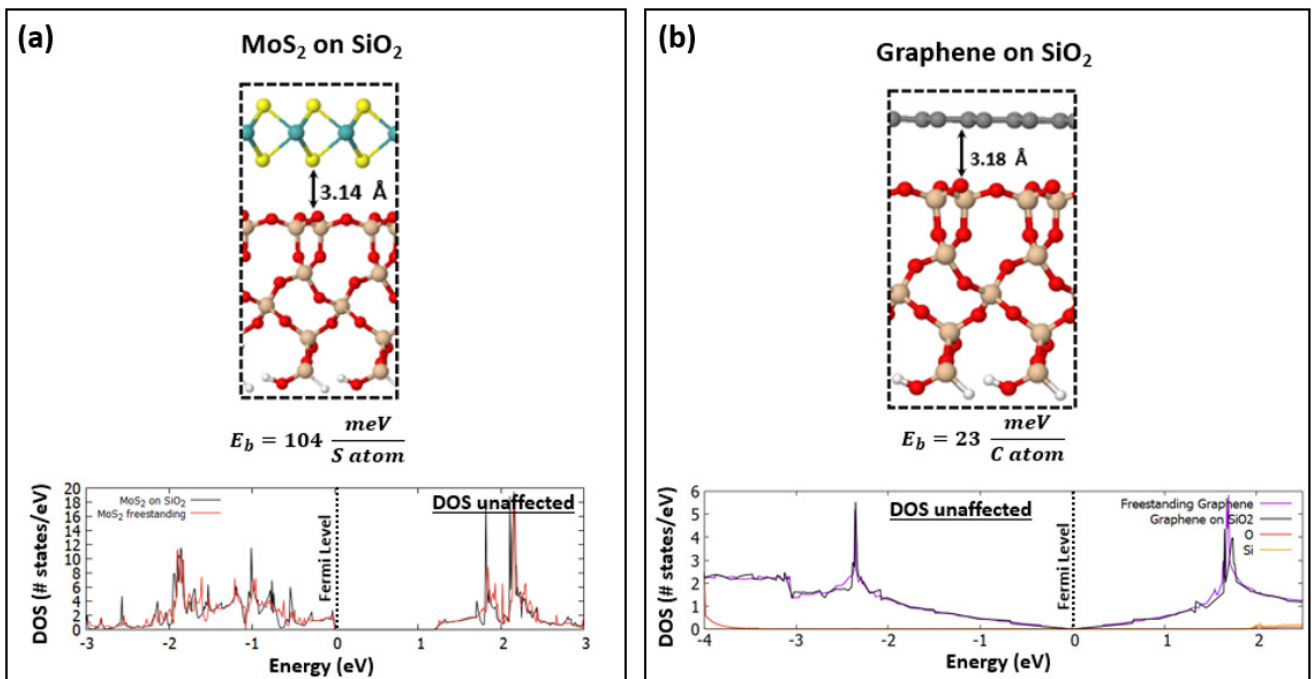 (a)
MoS₂ on SiO₂
3.14 Å
E_b = 104 meV / S atom
DOS (# states/eV)
20
18
16
14
12
10
8
6
4
2
0
MoS₂ on SiO₂
MoS₂ freestanding
Fermi Level
DOS unaffected
-3 -2 -1 0 1 2 3
Energy (eV)
(b)
Graphene on SiO₂
3.18 Å
E_b = 23 meV / C atom
DOS (# states/eV)
6
5
4
3
2
1
0
DOS unaffected
Fermi Level
Freestanding Graphene
Graphene on SiO2
O
Si
-4 -3 -2 -1 0 1 2
Energy (eV)